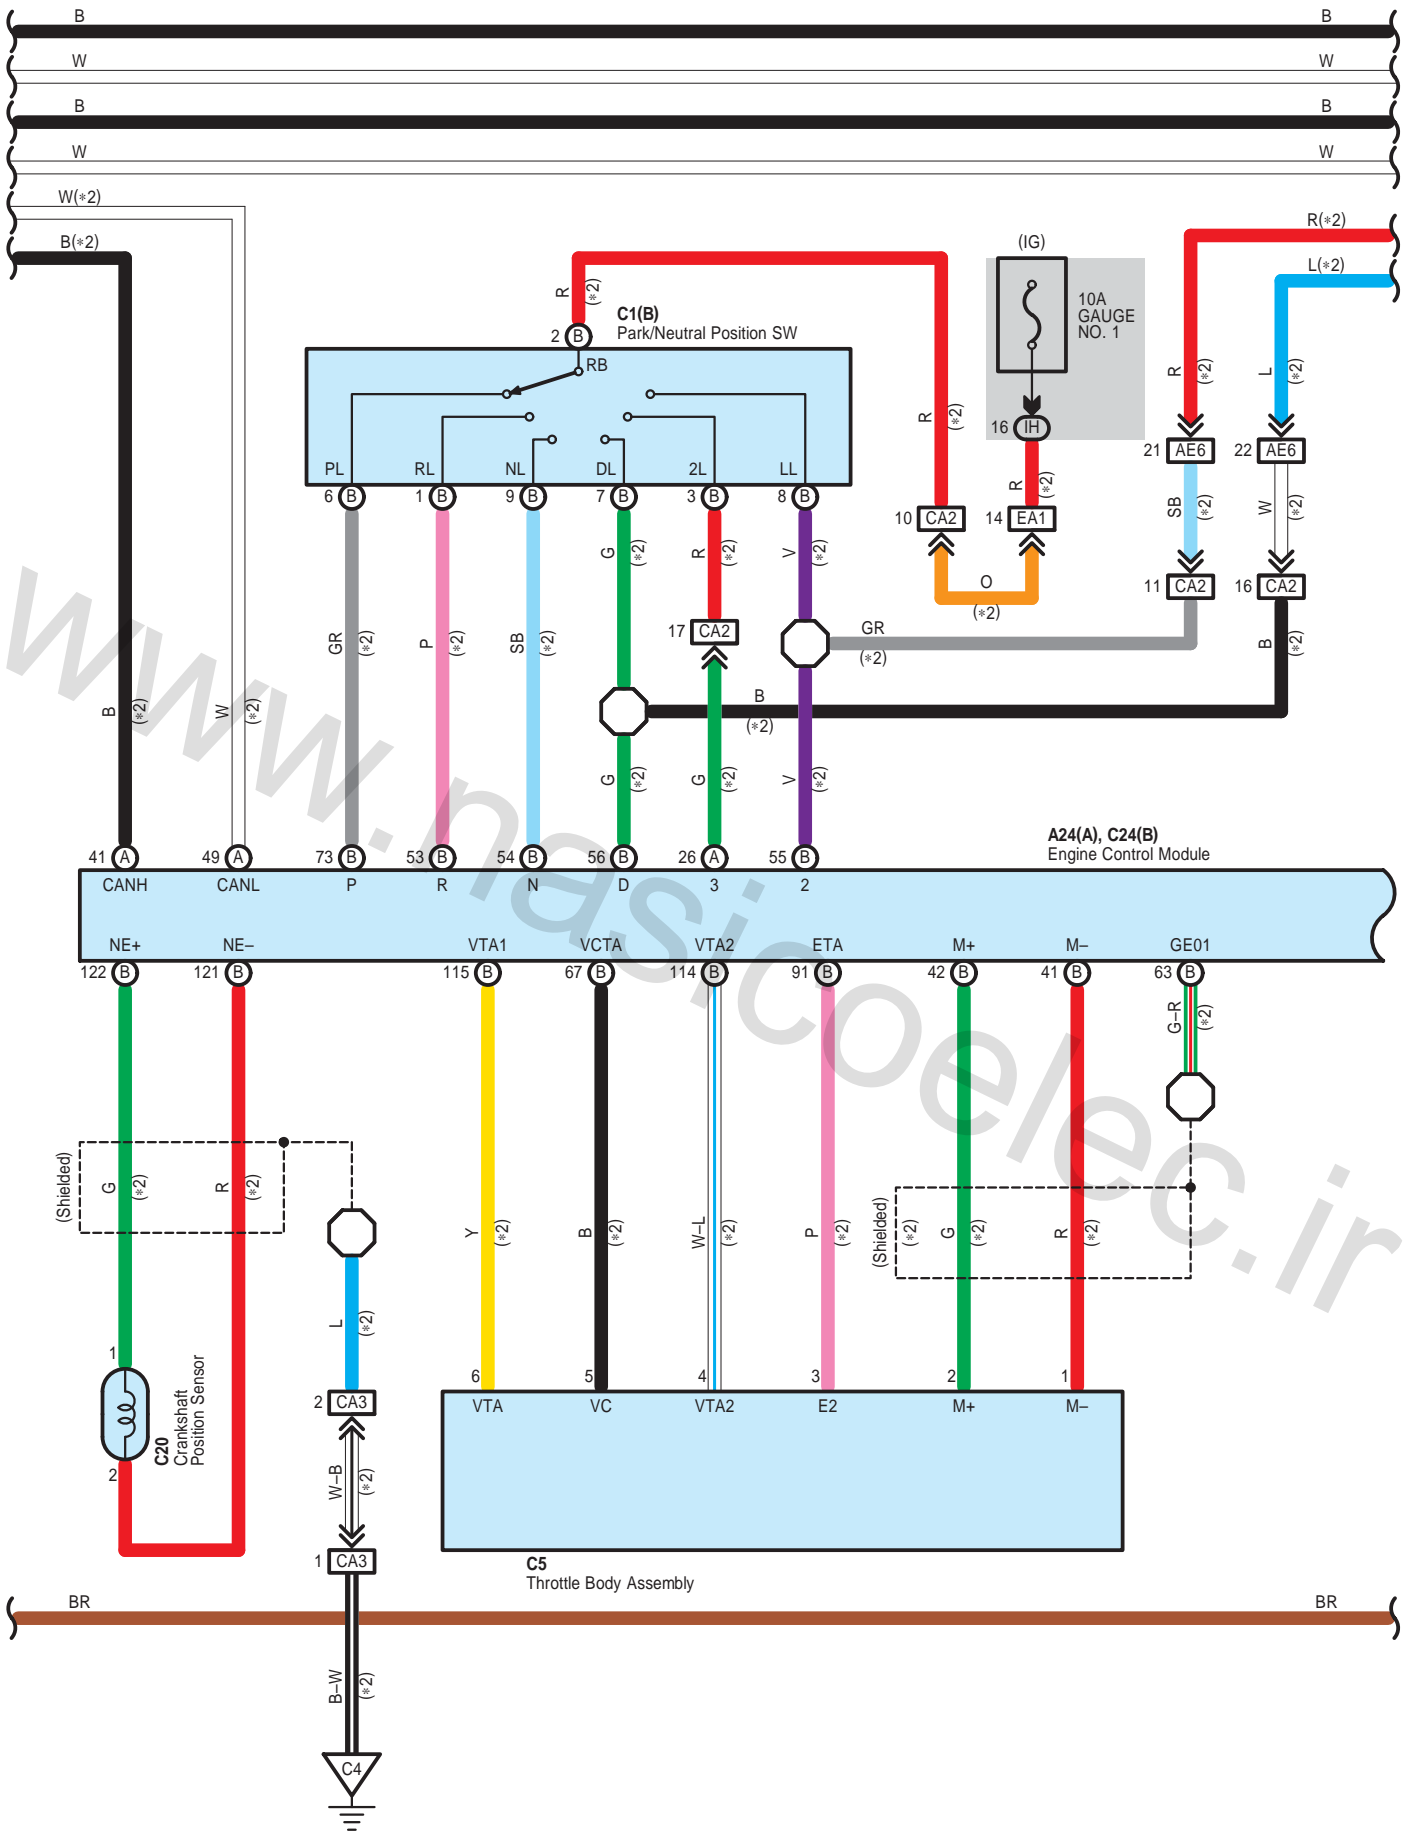 B B
W W
B B
W W
W(*2)
B(*2)
R(*2)
L(*2)
(IG)
10A
GAUGE
NO. 1
16 IH
R (*2)
C1(B)
Park/Neutral Position SW
2 B
RB
R (*2)
R (*2)
L (*2)
21 AE6
22 AE6
PL RL NL DL 2L LL
6 B 1 B 9 B 7 B 3 B 8 B
R (*2)
SB (*2)
W (*2)
10 CA2
14 EA1
G (*2)
R (*2)
V (*2)
O
(*2)
11 CA2
16 CA2
GR (*2)
P (*2)
SB (*2)
17 CA2
GR
(*2)
B (*2)
B (*2)
W (*2)
B
(*2)
G (*2)
G (*2)
V (*2)
A24(A), C24(B)
Engine Control Module
41 A 49 A 73 B 53 B 54 B 56 B 26 A 55 B
CANH CANL P R N D 3 2
NE+ NE– VTA1 VCTA VTA2 ETA M+ M– GE01
122 B 121 B 115 B 67 B 114 B 91 B 42 B 41 B 63 B
G–R (*2)
(Shielded)
G (*2)
R (*2)
Y (*2)
B (*2)
W–L (*2)
P (*2)
(Shielded)
(*2)
G (*2)
R (*2)
L (*2)
1
C20
Crankshaft
Position Sensor
2
2 CA3
6 5 4 3 2 1
VTA VC VTA2 E2 M+ M–
W–B (*2)
1 CA3
C5
Throttle Body Assembly
BR BR
B–W (*2)
C4
www.nasicoelec.ir